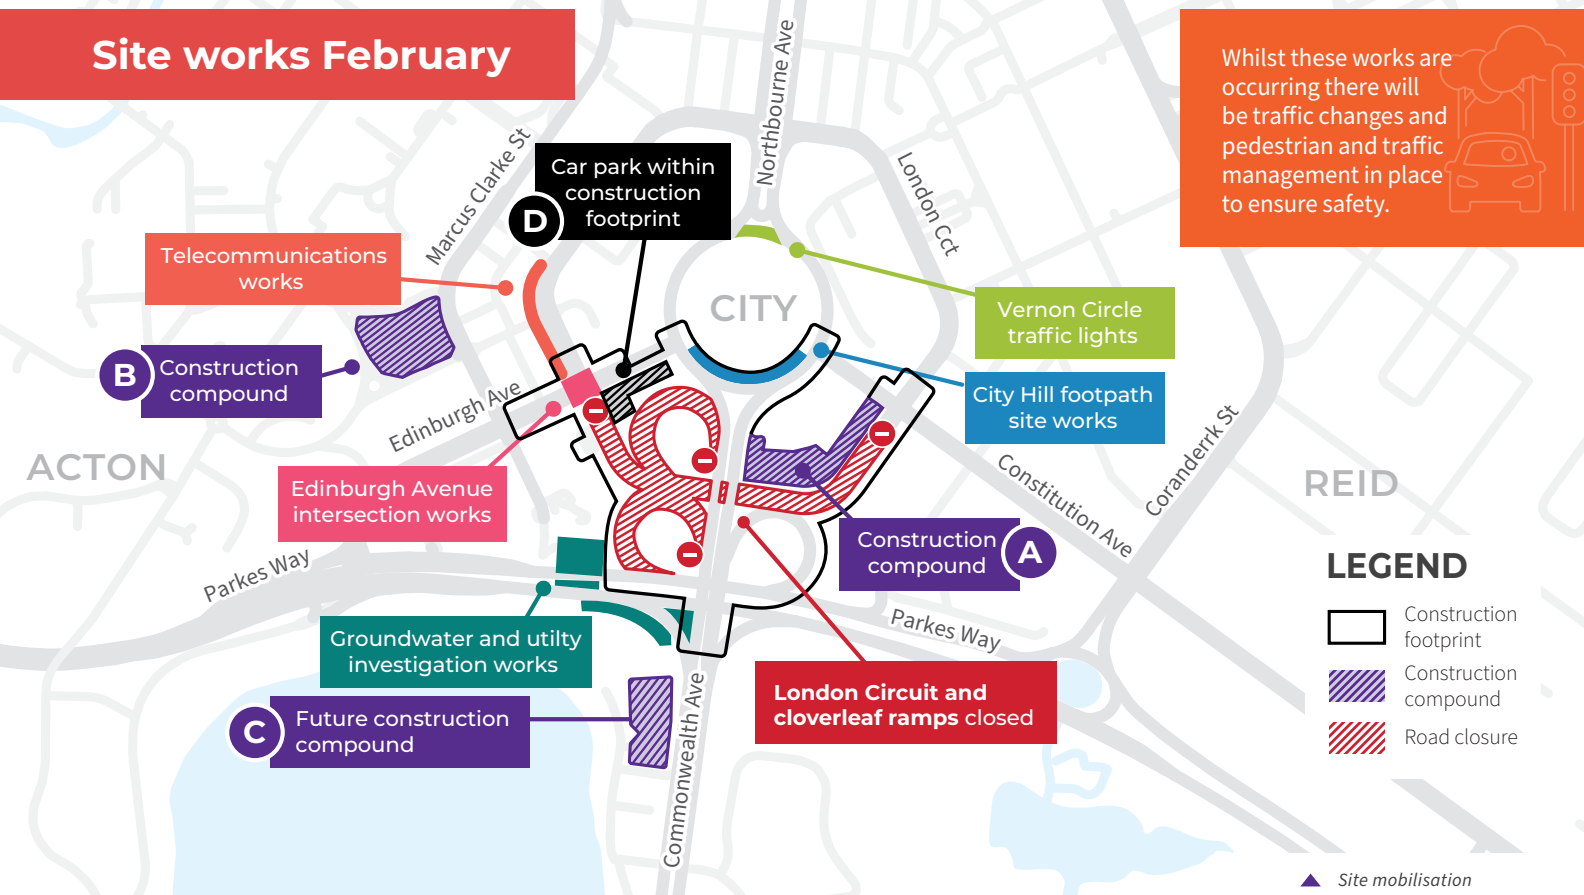 Site works February
Whilst these works are
occurring there will
be traffic changes and
pedestrian and traffic
management in place
to ensure safety.
Northbourne Ave
Marcus Clarke St
London Cct
Car park within
construction
footprint
D
Telecommunications
works
CITY
Vernon Circle
traffic lights
B
Construction
compound
City Hill footpath
site works
Edinburgh Ave
ACTON
Edinburgh Avenue
intersection works
Constitution Ave
Coranderrk St
REID
Construction
compound
A
Parkes Way
Parkes Way
Groundwater and utilty
investigation works
London Circuit and
cloverleaf ramps closed
C
Future construction
compound
Commonwealth Ave
LEGEND
Construction
footprint
Construction
compound
Road closure
Site mobilisation